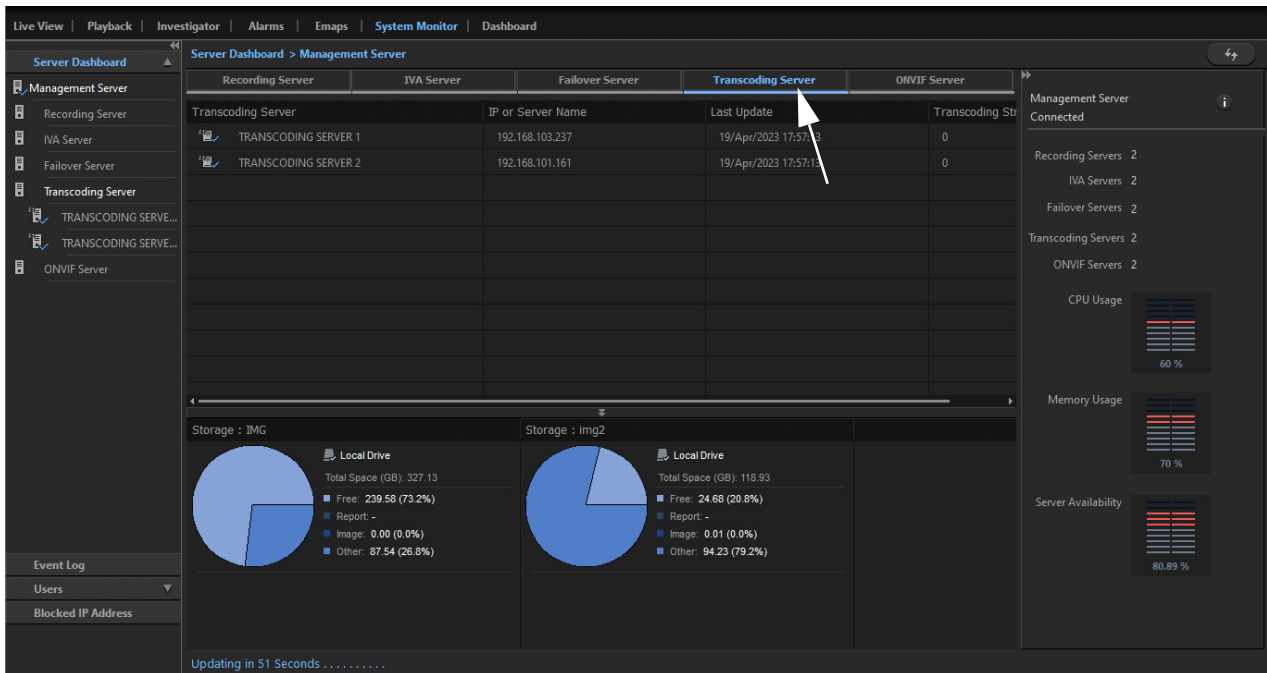 Live View | Playback | Investigator | Alarms | Emaps | System Monitor | Dashboard
Server Dashboard
Management Server
Recording Server
IVA Server
Failover Server
Transcoding Server
TRANSCODING SERVE...
TRANSCODING SERVE...
ONVIF Server
Event Log
Users
Blocked IP Address
Server Dashboard > Management Server
Recording Server IVA Server Failover Server Transcoding Server ONVIF Server
Transcoding Server IP or Server Name Last Update Transcoding Str
TRANSCODING SERVER 1 192.168.103.237 19/Apr/2023 17:57:13 0
TRANSCODING SERVER 2 192.168.101.161 19/Apr/2023 17:57:13 0
Storage : IMG
Local Drive
Total Space (GB): 327.13
Free: 239.58 (73.2%)
Report: -
Image: 0.00 (0.0%)
Other: 87.54 (26.8%)
Storage : img2
Local Drive
Total Space (GB): 118.93
Free: 24.68 (20.8%)
Report: -
Image: 0.01 (0.0%)
Other: 94.23 (79.2%)
Updating in 51 Seconds . . . . . . . . . .
Management Server
Connected
Recording Servers 2
IVA Servers 2
Failover Servers 2
Transcoding Servers 2
ONVIF Servers 2
CPU Usage
60 %
Memory Usage
70 %
Server Availability
80.89 %